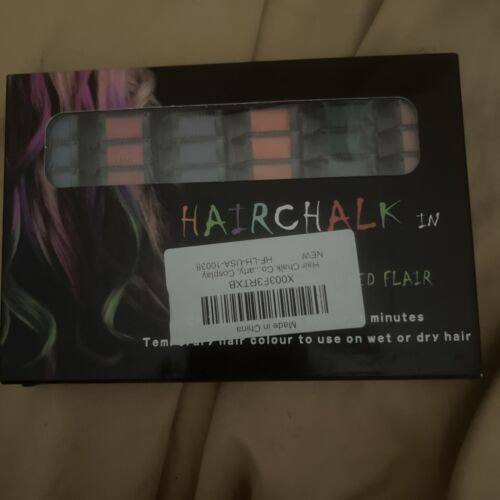 HAIRCHALK IN
ED FLAIR
minutes
hair colour to use on wet or dry hair
Made in China
X003F3RTXB
Hair Chalk Co...arty, Cosplay
HF-LH-USA-10038
NEW